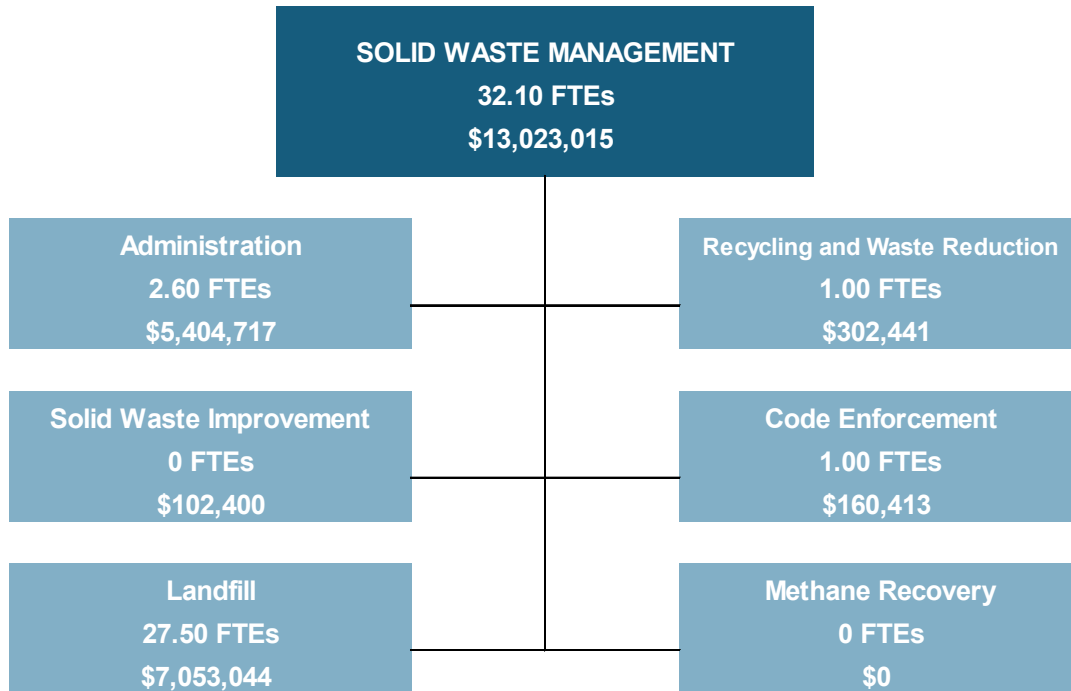 SOLID WASTE MANAGEMENT
32.10 FTEs
$13,023,015
Administration
2.60 FTEs
$5,404,717
Recycling and Waste Reduction
1.00 FTEs
$302,441
Solid Waste Improvement
0 FTEs
$102,400
Code Enforcement
1.00 FTEs
$160,413
Landfill
27.50 FTEs
$7,053,044
Methane Recovery
0 FTEs
$0